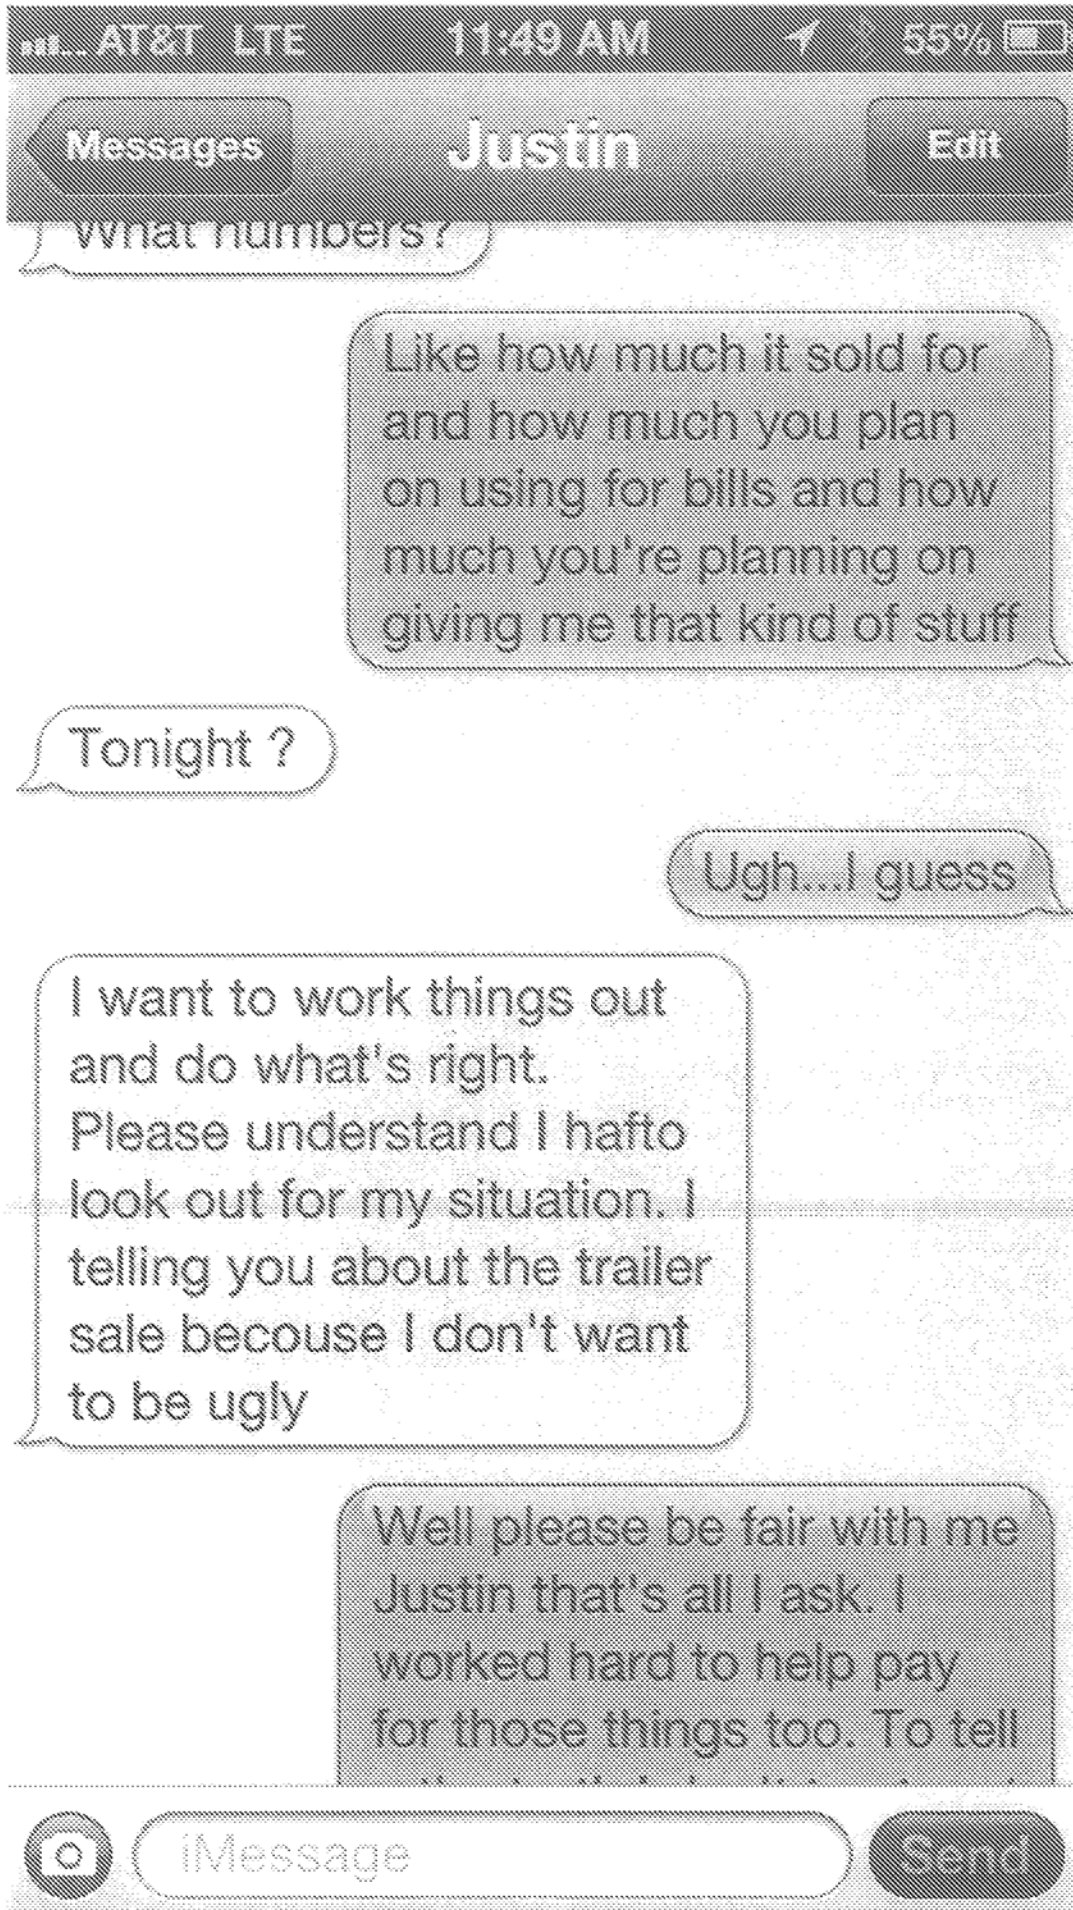 AT&T LTE 11:49 AM 55%
Messages Justin Edit
What numbers?
Like how much it sold for
and how much you plan
on using for bills and how
much you're planning on
giving me that kind of stuff
Tonight ?
Ugh...I guess
I want to work things out
and do what's right.
Please understand I hafto
look out for my situation. I
telling you about the trailer
sale becouse I don't want
to be ugly
Well please be fair with me
Justin that's all I ask. I
worked hard to help pay
for those things too. To tell
iMessage Send